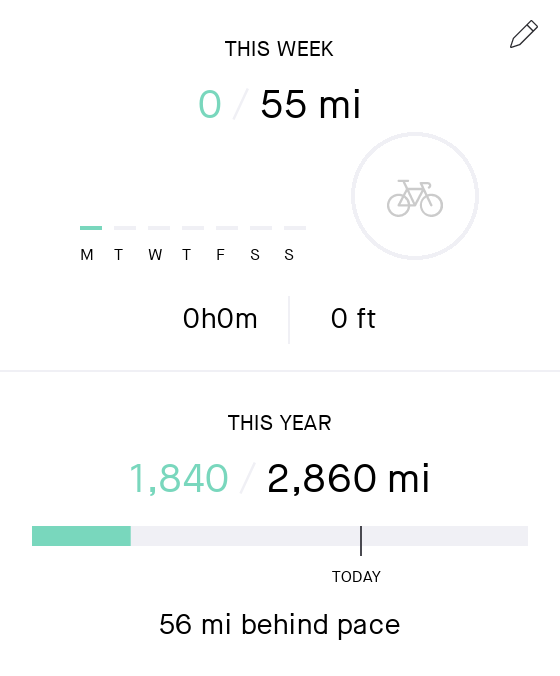 THIS WEEK
0 / 55 mi
M T W T F S S
0h0m 0 ft
THIS YEAR
1,840 / 2,860 mi
TODAY
56 mi behind pace